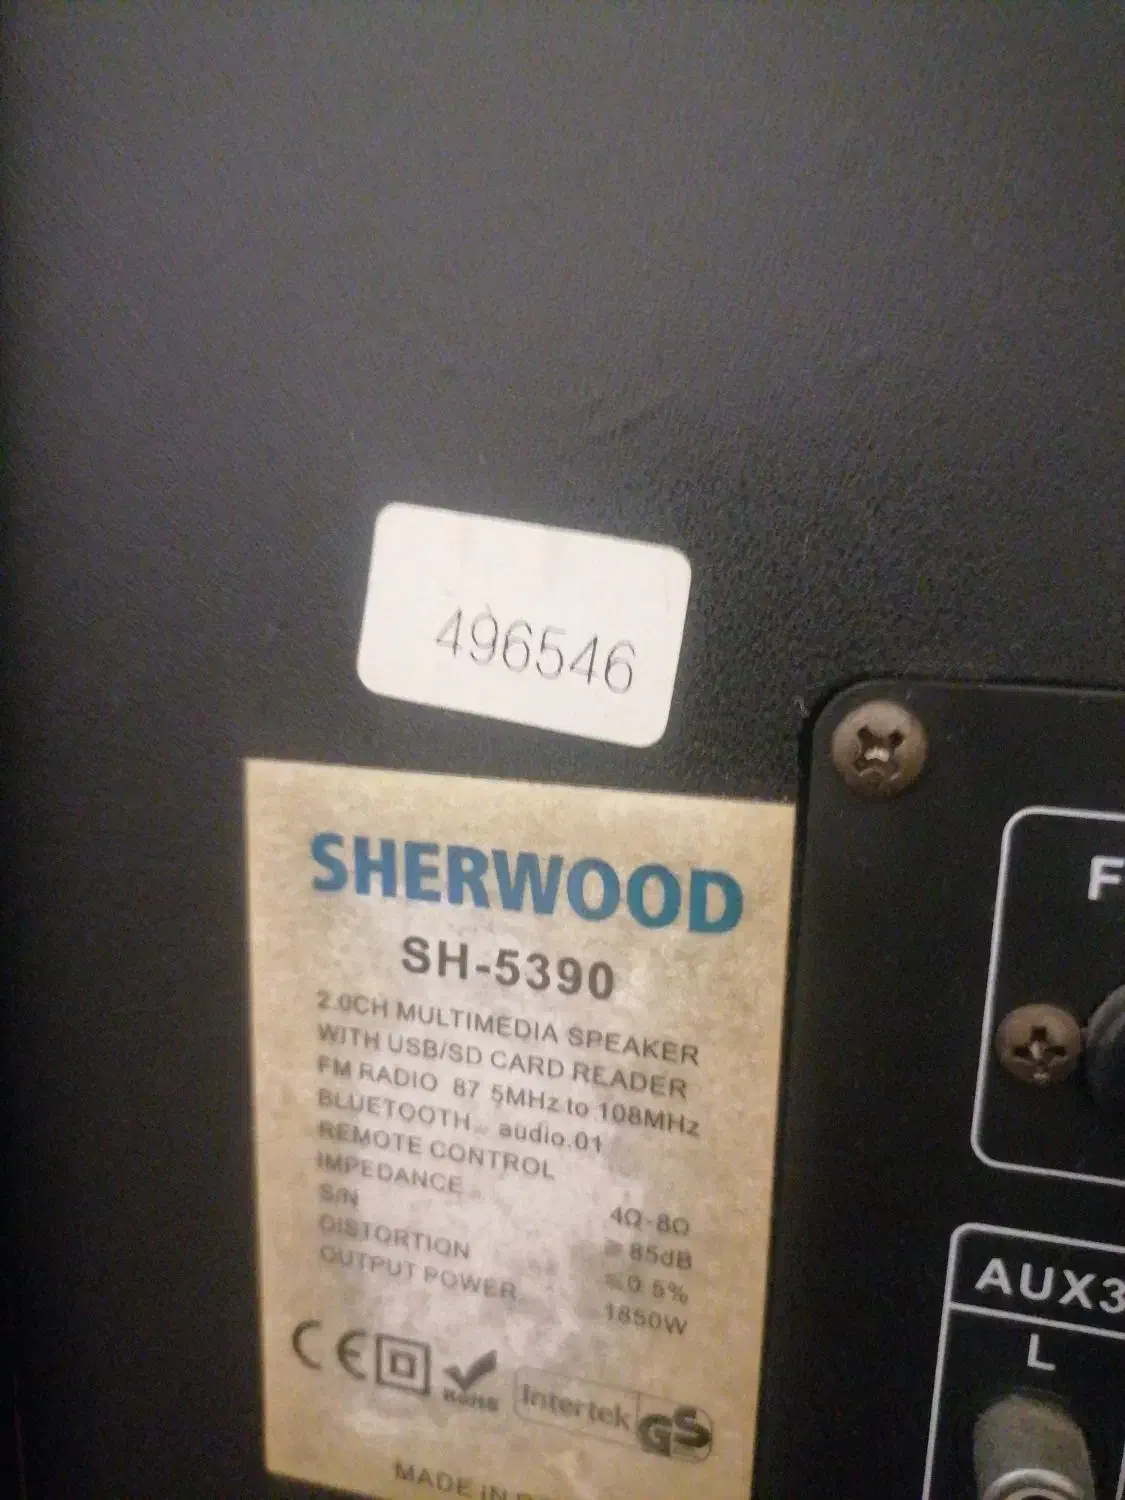 496546
SHERWOOD
SH-5390
2.0CH MULTIMEDIA SPEAKER
WITH USB/SD CARD READER
FM RADIO 87 5MHz to 108MHz
BLUETOOTH audio.01
REMOTE CONTROL
IMPEDANCE 4Ω-8Ω
S/N ≥85dB
DISTORTION ≤0 5%
OUTPUT POWER 1850W
CE RoHS Intertek GS
MADE IN
F
AUX3
L